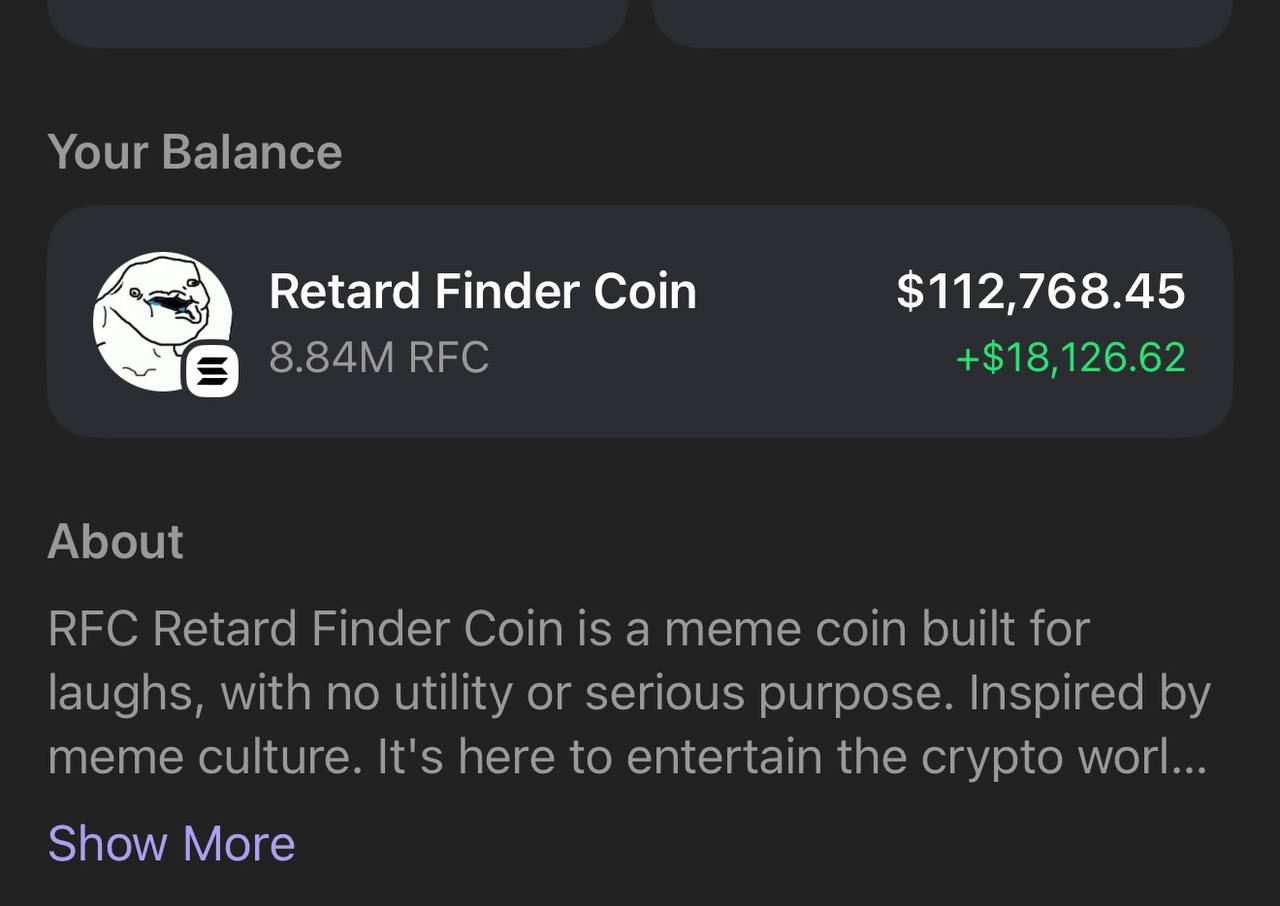 Your Balance
Retard Finder Coin $112,768.45
8.84M RFC +$18,126.62
About
RFC Retard Finder Coin is a meme coin built for
laughs, with no utility or serious purpose. Inspired by
meme culture. It's here to entertain the crypto worl...
Show More